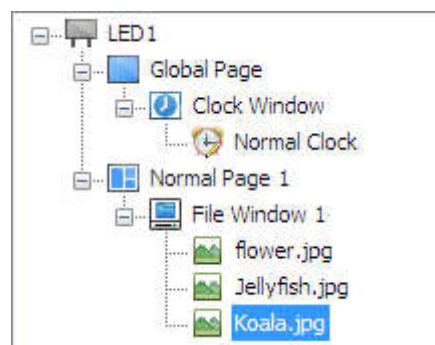 LED1
Global Page
Clock Window
Normal Clock
Normal Page 1
File Window 1
flower.jpg
Jellyfish.jpg
Koala.jpg